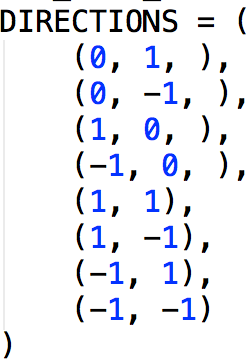 DIRECTIONS = (
    (0, 1, ),
    (0, -1, ),
    (1, 0, ),
    (-1, 0, ),
    (1, 1),
    (1, -1),
    (-1, 1),
    (-1, -1)
)